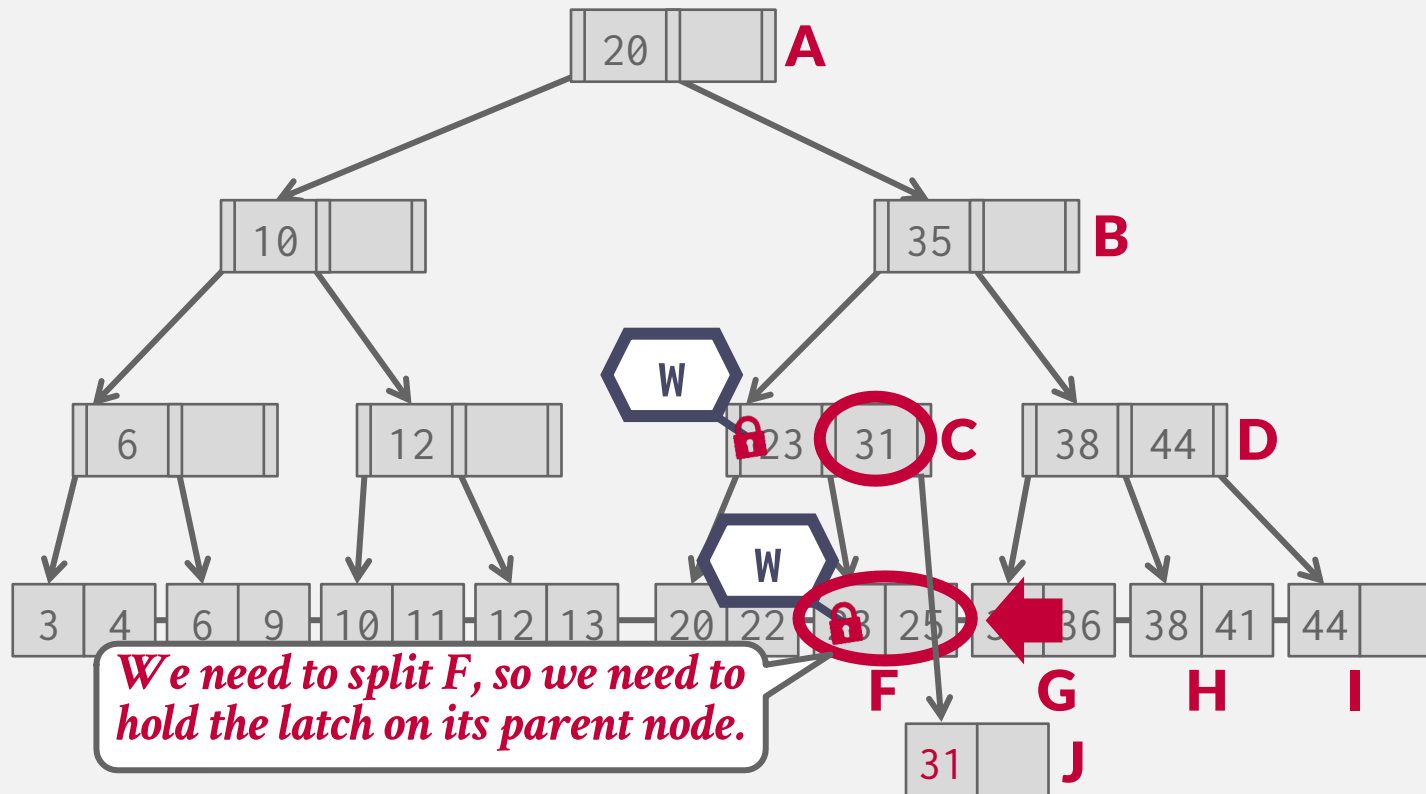 20 A
10
35 B
W
6
12
23 31 C
38 44 D
W
3 4 6 9 10 11 12 13 20 22 25 36 38 41 44
We need to split F, so we need to
hold the latch on its parent node.
F G H I
31 J